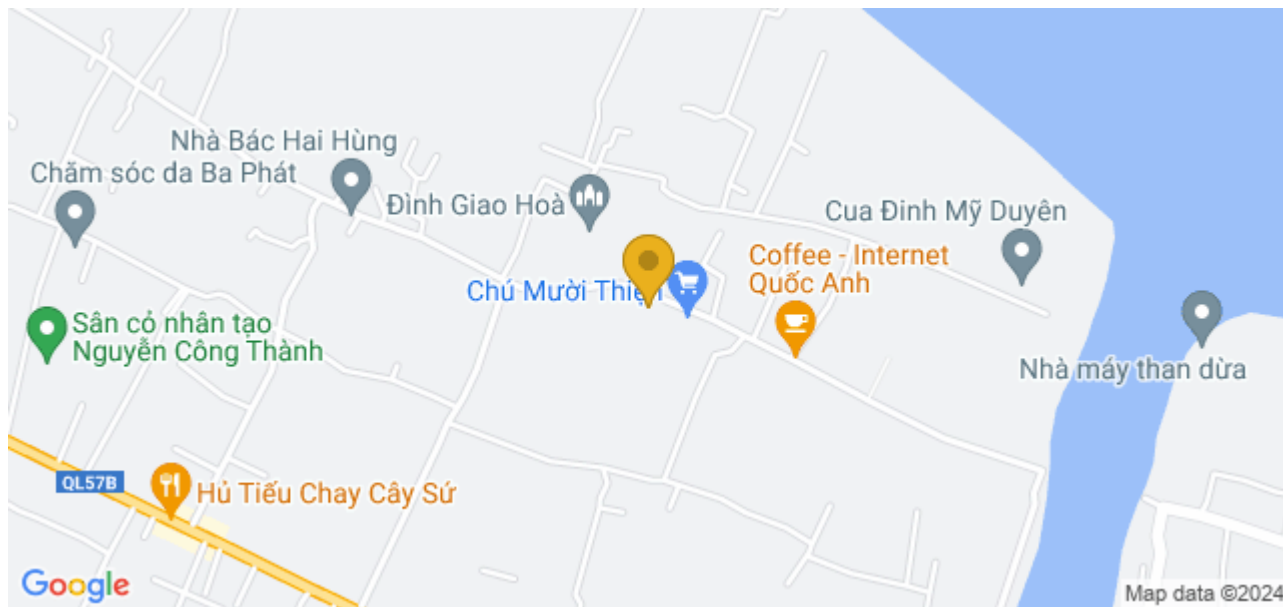 Nhà Bác Hai Hùng
Chăm sóc da Ba Phát
Đình Giao Hoà
Cua Đinh Mỹ Duyên
Coffee - Internet
Quốc Anh
Chú Mười Thiện
Sân cỏ nhân tạo
Nguyễn Công Thành
Nhà máy than dừa
QL57B
Hủ Tiếu Chay Cây Sứ
Google
Map data ©2024